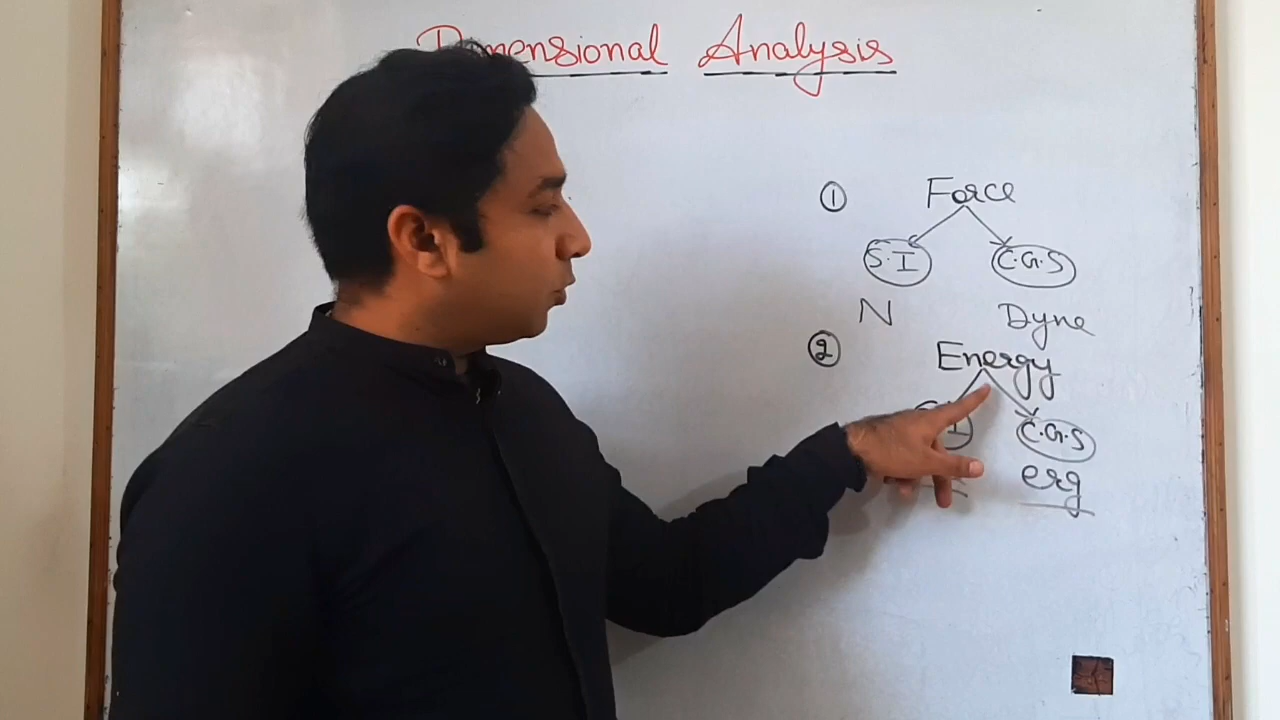 Dimensional Analysis
① Force
S.I C.G.S
N Dyne
② Energy
C.G.S
erg